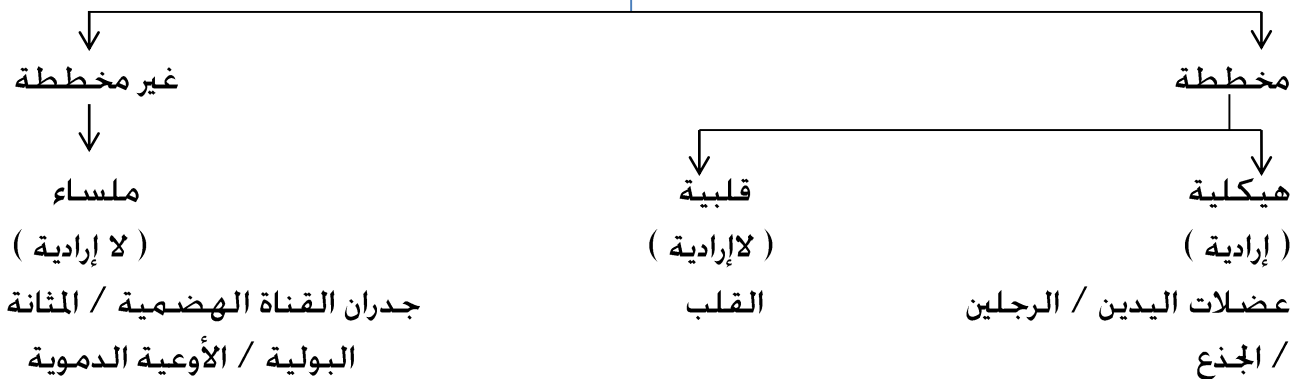 مخططة
غير مخططة
هيكلية
قلبية
ملساء
( إرادية )
( لاإرادية )
( لا إرادية )
عضلات اليدين / الرجلين
القلب
جدران القناة الهضمية / المثانة
/ الجذع
البولية / الأوعية الدموية